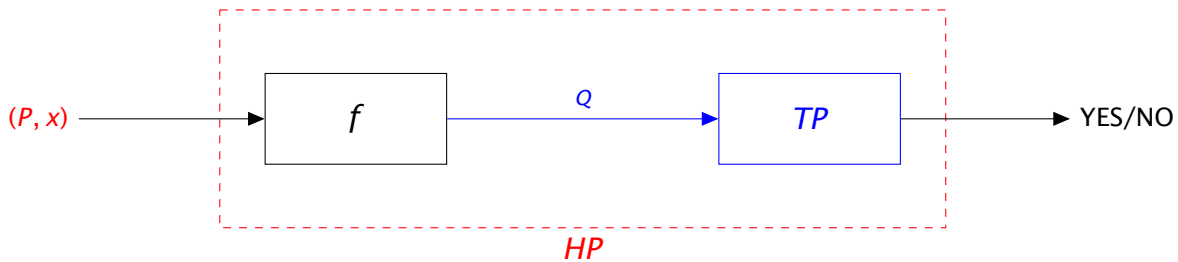 (P, x)
f
Q
TP
YES/NO
HP